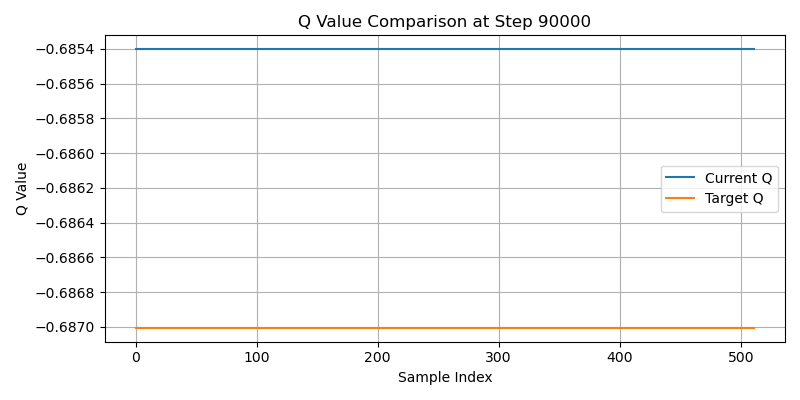 Q Value Comparison at Step 90000
Q Value
−0.6854
−0.6856
−0.6858
−0.6860
−0.6862
−0.6864
−0.6866
−0.6868
−0.6870
Current Q
Target Q
0 100 200 300 400 500
Sample Index